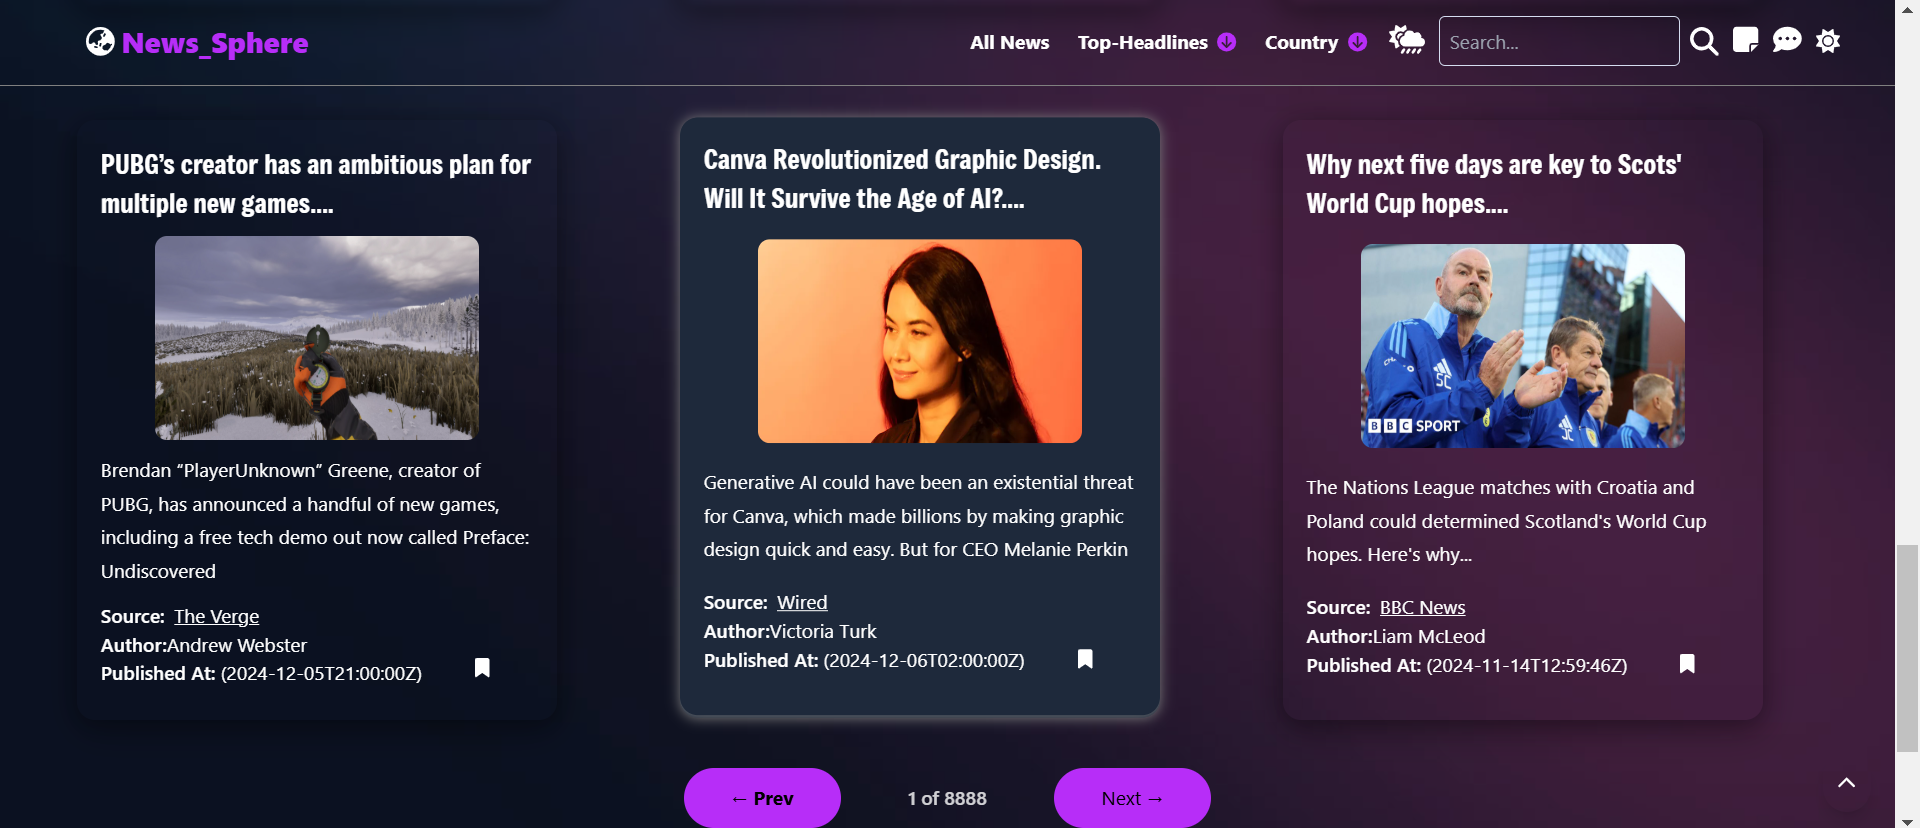 News_Sphere
All News
Top-Headlines
Country
Search...
PUBG’s creator has an ambitious plan for
multiple new games....
Brendan “PlayerUnknown” Greene, creator of
PUBG, has announced a handful of new games,
including a free tech demo out now called Preface:
Undiscovered
Source: The Verge
Author:Andrew Webster
Published At: (2024-12-05T21:00:00Z)
Canva Revolutionized Graphic Design.
Will It Survive the Age of AI?....
Generative AI could have been an existential threat
for Canva, which made billions by making graphic
design quick and easy. But for CEO Melanie Perkin
Source: Wired
Author:Victoria Turk
Published At: (2024-12-06T02:00:00Z)
Why next five days are key to Scots'
World Cup hopes....
SC
JC
BBC SPORT
The Nations League matches with Croatia and
Poland could determined Scotland's World Cup
hopes. Here's why...
Source: BBC News
Author:Liam McLeod
Published At: (2024-11-14T12:59:46Z)
← Prev
1 of 8888
Next →